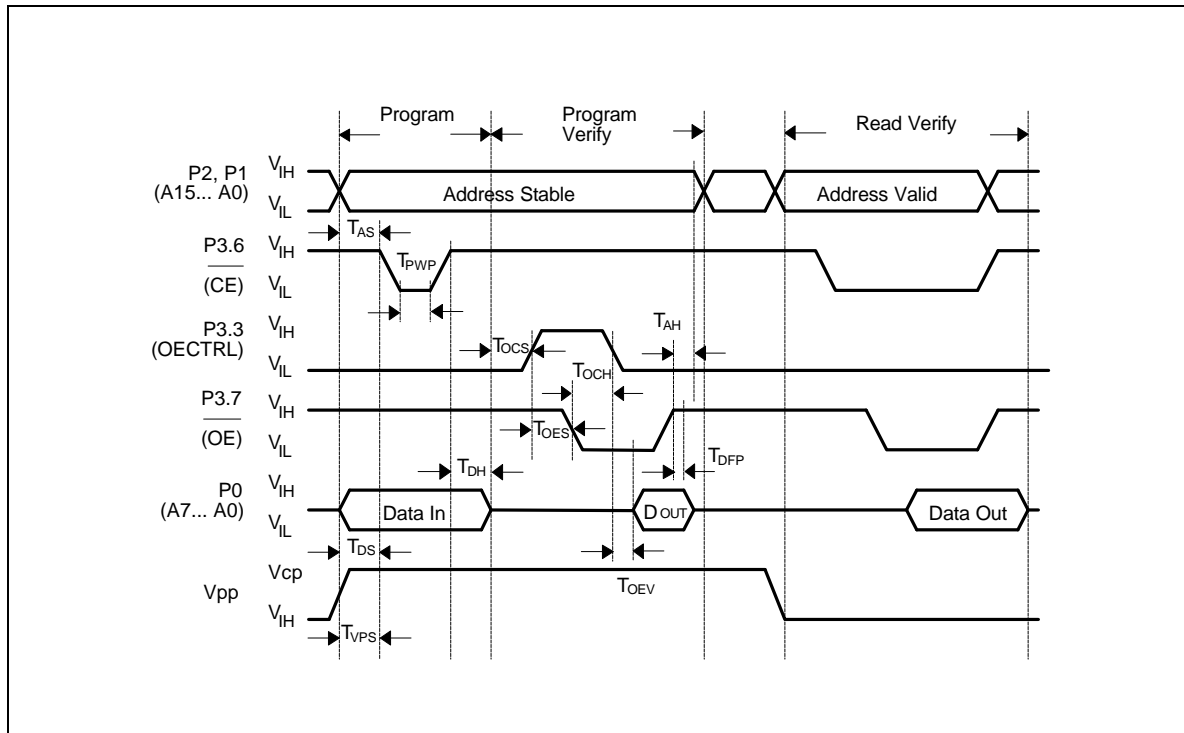 Program
Program
Verify
Read Verify
P2, P1
(A15... A0)
VIH
VIL
Address Stable
Address Valid
TAS
P3.6
(CE)
VIH
VIL
TPWP
P3.3
(OECTRL)
VIH
VIL
TOCS
TOCH
TAH
P3.7
(OE)
VIH
VIL
TOES
TDFP
TDH
P0
(A7... A0)
VIH
VIL
Data In
DOUT
Data Out
TDS
TOEV
Vpp
Vcp
VIH
TVPS